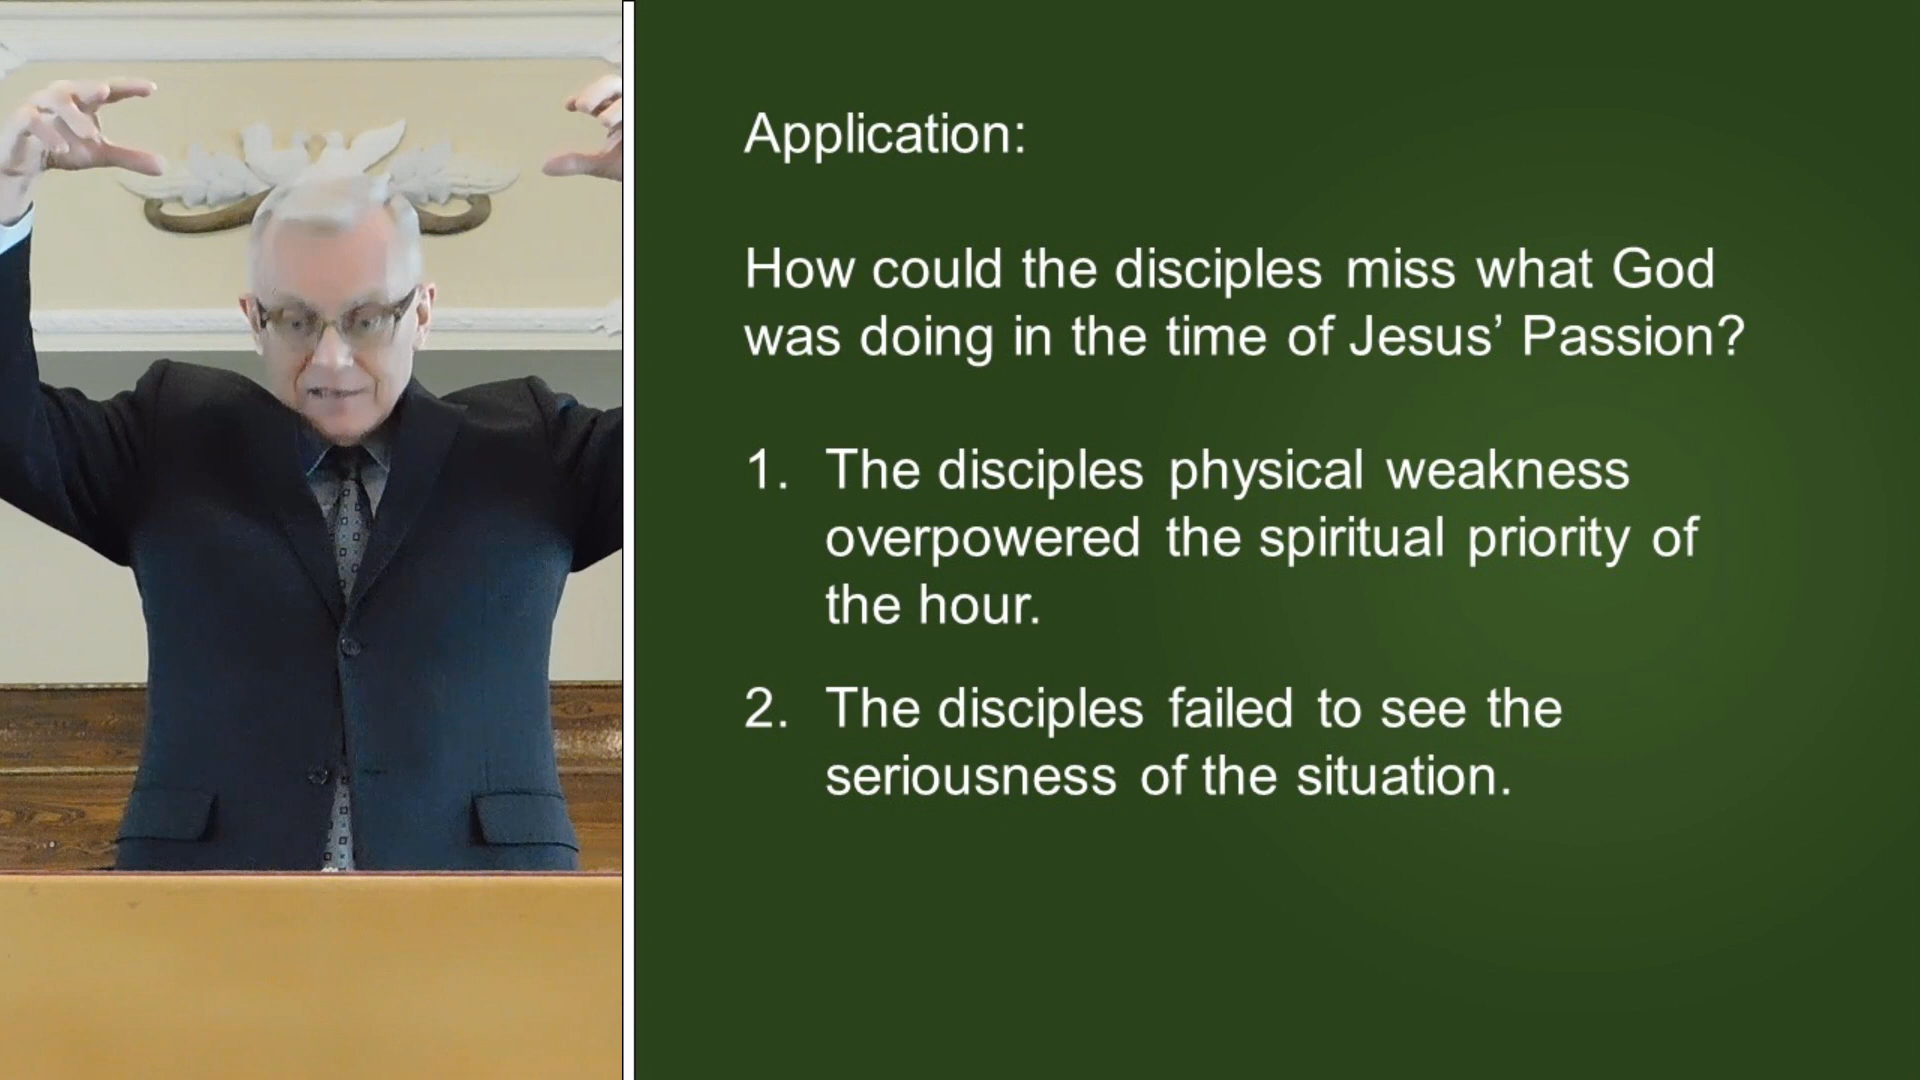 Application:
How could the disciples miss what God
was doing in the time of Jesus’ Passion?
1. The disciples physical weakness
overpowered the spiritual priority of
the hour.
2. The disciples failed to see the
seriousness of the situation.